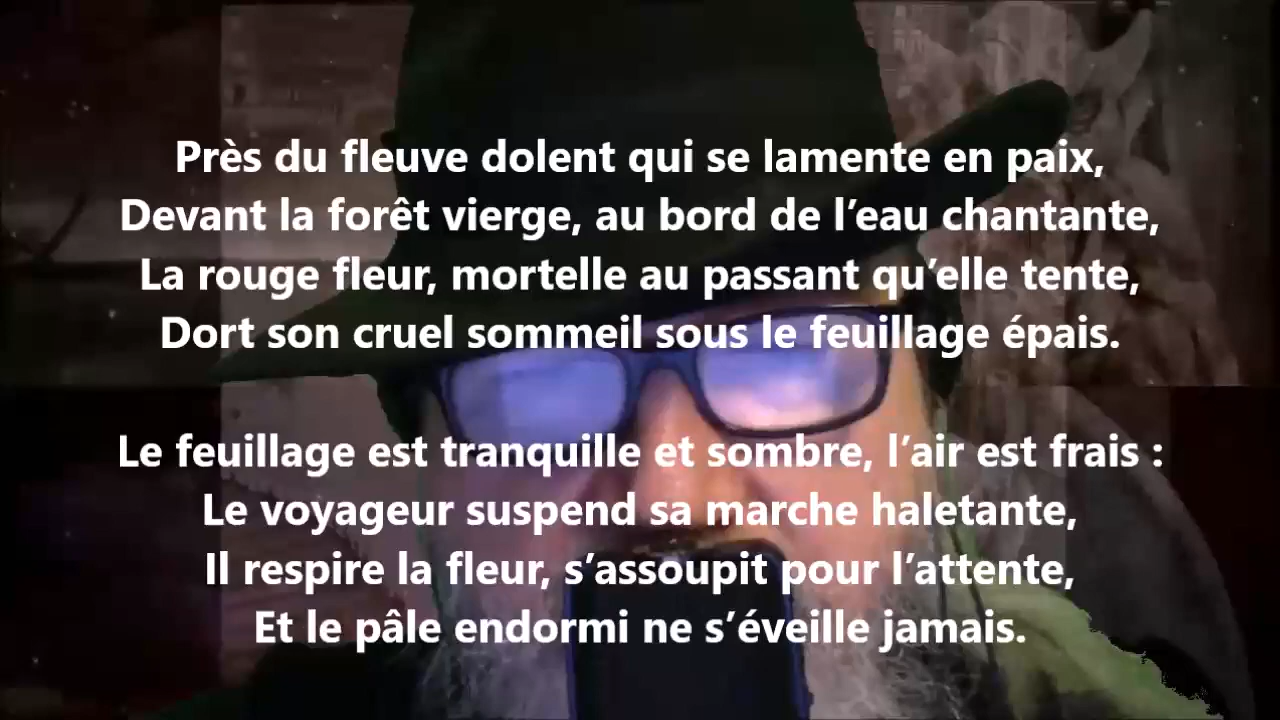 Près du fleuve dolent qui se lamente en paix,
Devant la forêt vierge, au bord de l’eau chantante,
La rouge fleur, mortelle au passant qu’elle tente,
Dort son cruel sommeil sous le feuillage épais.
Le feuillage est tranquille et sombre, l’air est frais :
Le voyageur suspend sa marche haletante,
Il respire la fleur, s’assoupit pour l’attente,
Et le pâle endormi ne s’éveille jamais.